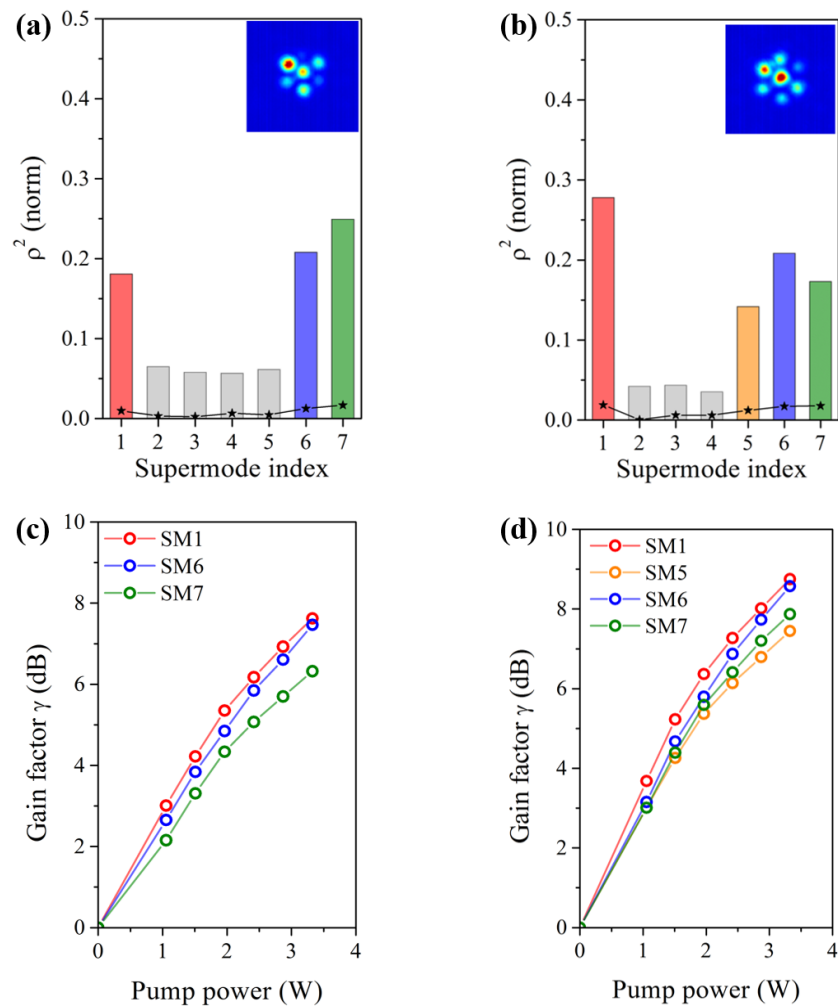 (a)
0.5
0.4
0.3
0.2
0.1
0.0
ρ² (norm)
1 2 3 4 5 6 7
Supermode index
(b)
0.5
0.4
0.3
0.2
0.1
0.0
ρ² (norm)
1 2 3 4 5 6 7
Supermode index
(c)
10
8
6
4
2
0
Gain factor γ (dB)
SM1
SM6
SM7
0 1 2 3 4
Pump power (W)
(d)
10
8
6
4
2
0
Gain factor γ (dB)
SM1
SM5
SM6
SM7
0 1 2 3 4
Pump power (W)